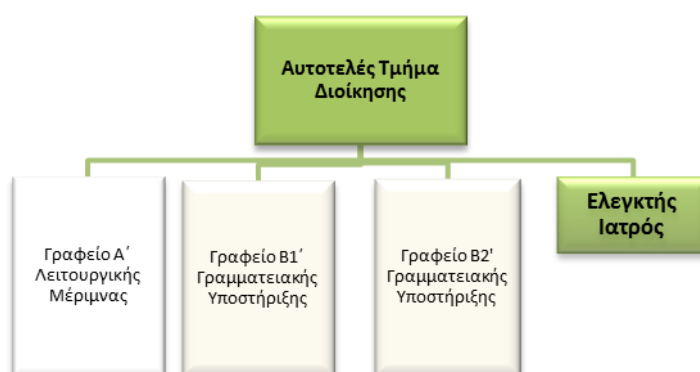 Αυτοτελές Τμήμα
Διοίκησης
Γραφείο Α΄
Λειτουργικής
Μέριμνας
Γραφείο Β1΄
Γραμματειακής
Υποστήριξης
Γραφείο Β2'
Γραμματειακής
Υποστήριξης
Ελεγκτής
Ιατρός